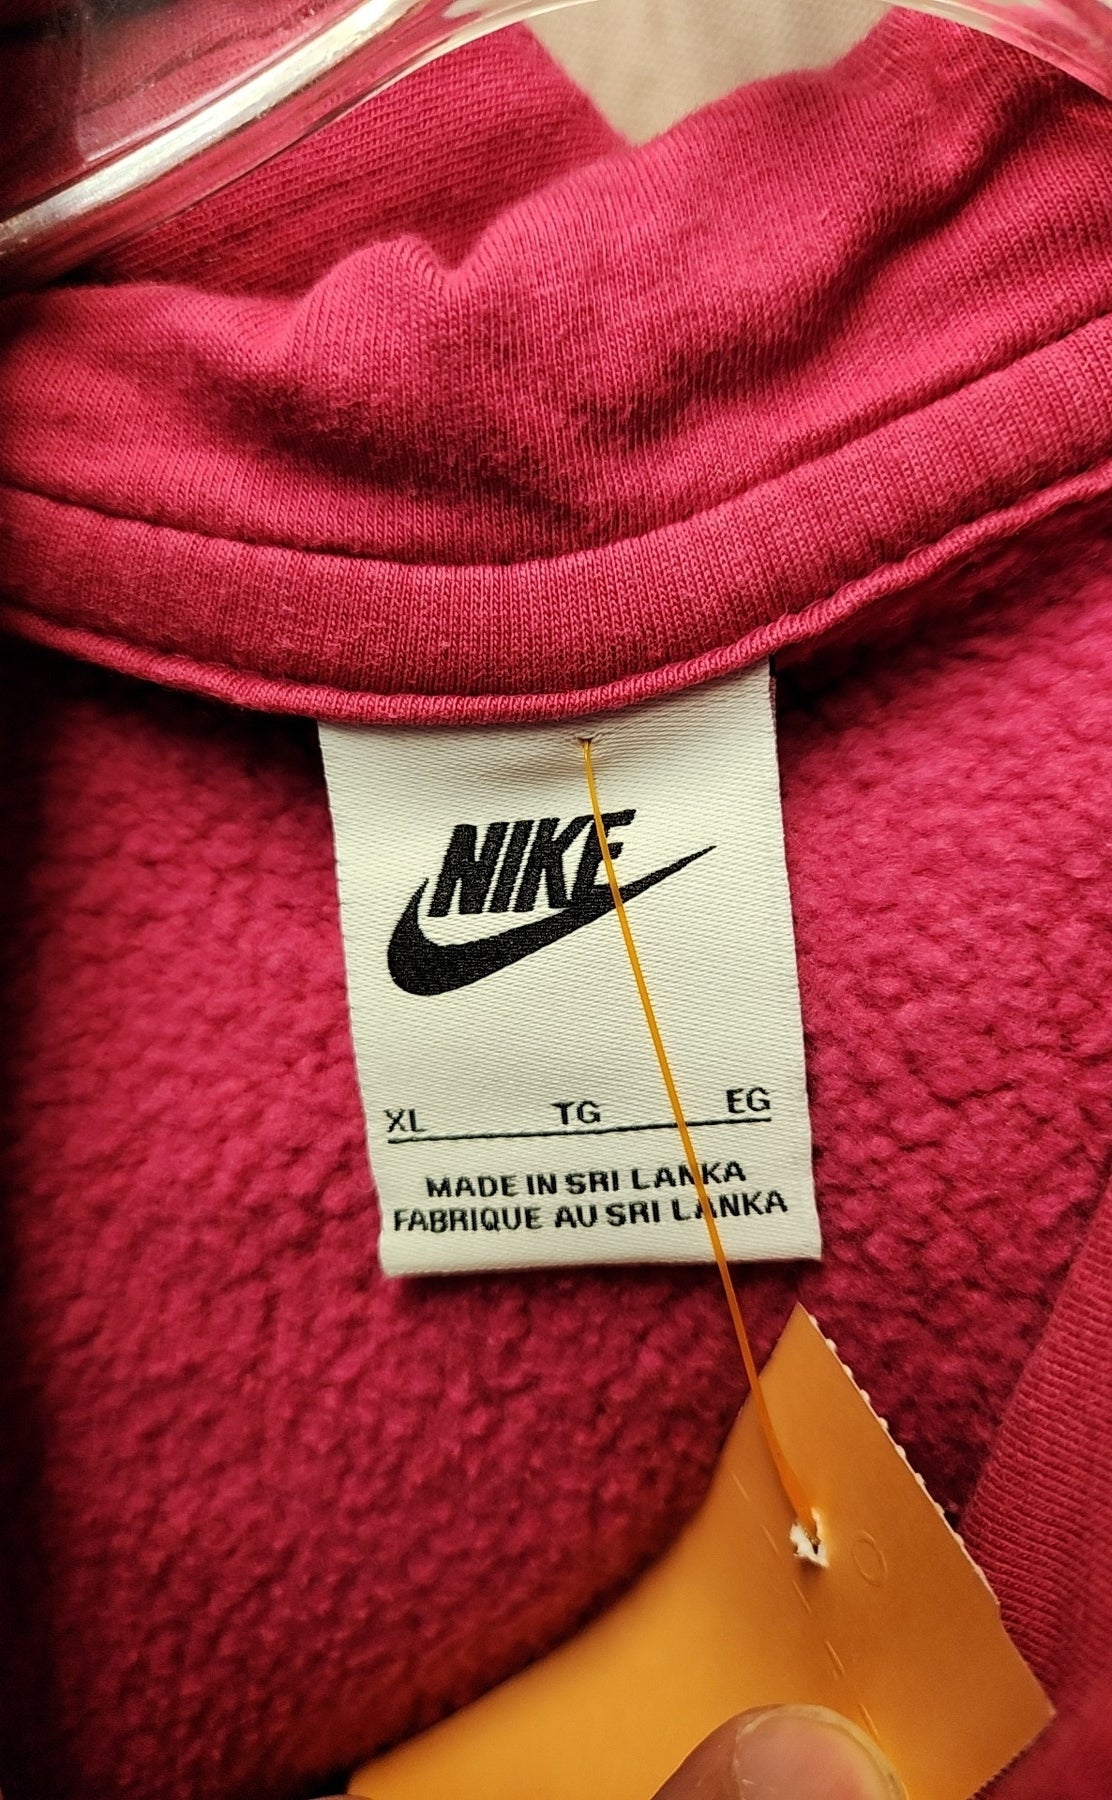 NIKE
XL TG EG
MADE IN SRI LANKA
FABRIQUE AU SRI LANKA